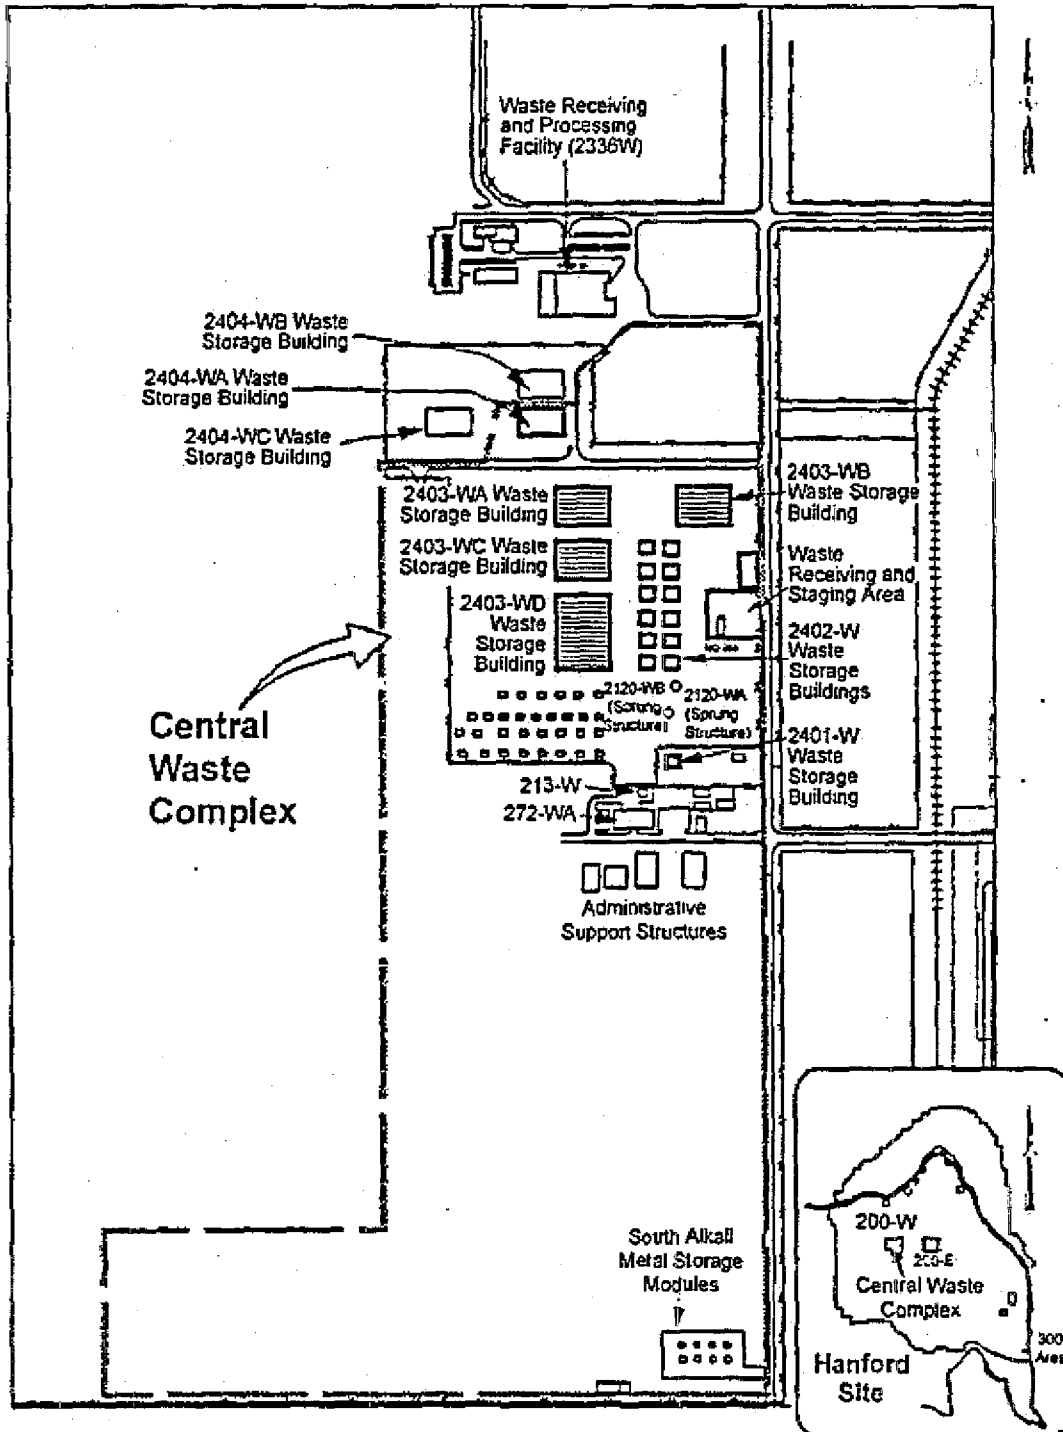 Waste Receiving
and Processing
Facility (2336W)
2404-WB Waste
Storage Building
2404-WA Waste
Storage Building
2404-WC Waste
Storage Building
2403-WA Waste
Storage Building
2403-WB
Waste Storage
Building
2403-WC Waste
Storage Building
Waste
Receiving and
Staging Area
2403-WD
Waste
Storage
Building
2402-W
Waste
Storage
Buildings
2120-WB
(Sprung
Structure)
2120-WA
(Sprung
Structure)
Central
Waste
Complex
2401-W
Waste
Storage
Building
213-W
272-WA
Administrative
Support Structures
South Alkali
Metal Storage
Modules
200-W
200-E
Central Waste
Complex
300
Area
Hanford
Site